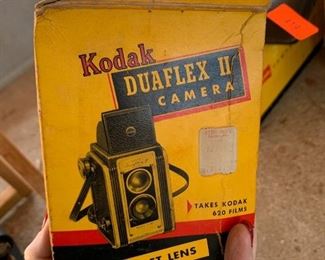 Kodak
DUAFLEX II
CAMERA
TAKES KODAK
620 FILMS
LENS